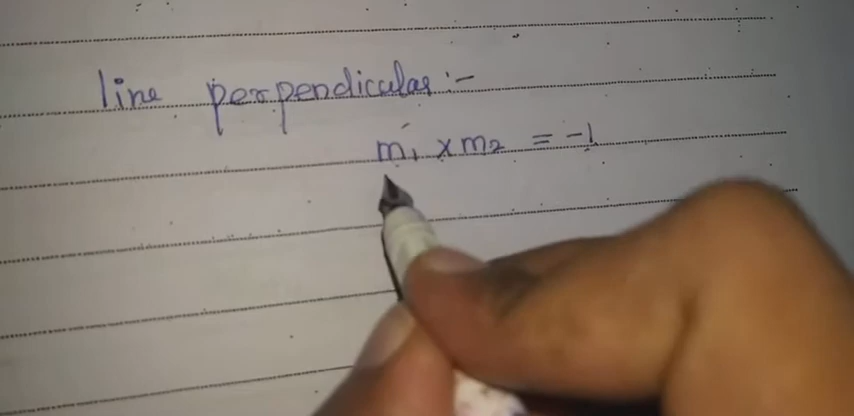 line perpendicular :-
m₁ × m₂ = -1